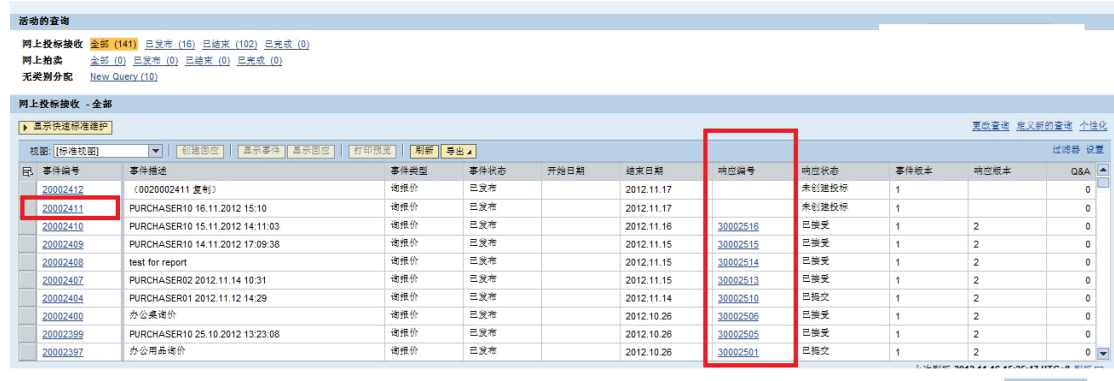 活动的查询
网上投标接收 全部 (141) 已发布 (16) 已结束 (102) 已完成 (0)
网上拍卖 全部 (0) 已发布 (0) 已结束 (0) 已完成 (0)
无类别分配 New Query (10)
网上投标接收 - 全部
显示快速标准维护 更改查询 定义新的查询 个性化
视图: [标准视图] 创建回应 显示事件 显示回应 打印预览 刷新 导出 过滤器 设置
事件编号 事件描述 事件类型 事件状态 开始日期 结束日期 响应编号 响应状态 事件版本 响应版本 Q&A
20002412 (0020002411 复制) 询报价 已发布 2012.11.17 未创建投标 1 0
20002411 PURCHASER10 16.11.2012 15:10 询报价 已发布 2012.11.17 未创建投标 1 0
20002410 PURCHASER10 15.11.2012 14:11:03 询报价 已发布 2012.11.16 30002516 已接受 1 2 0
20002409 PURCHASER10 14.11.2012 17:09:38 询报价 已发布 2012.11.15 30002515 已接受 1 2 0
20002408 test for report 询报价 已发布 2012.11.15 30002514 已接受 1 2 0
20002407 PURCHASER02 2012.11.14 10:31 询报价 已发布 2012.11.15 30002513 已接受 1 2 0
20002404 PURCHASER01 2012.11.12 14:29 询报价 已发布 2012.11.14 30002510 已提交 1 2 0
20002400 办公桌询价 询报价 已发布 2012.10.26 30002506 已接受 1 2 0
20002399 PURCHASER10 25.10.2012 13:23:08 询报价 已发布 2012.10.26 30002505 已接受 1 2 0
20002397 办公用品询价 询报价 已发布 2012.10.26 30002501 已提交 1 2 0